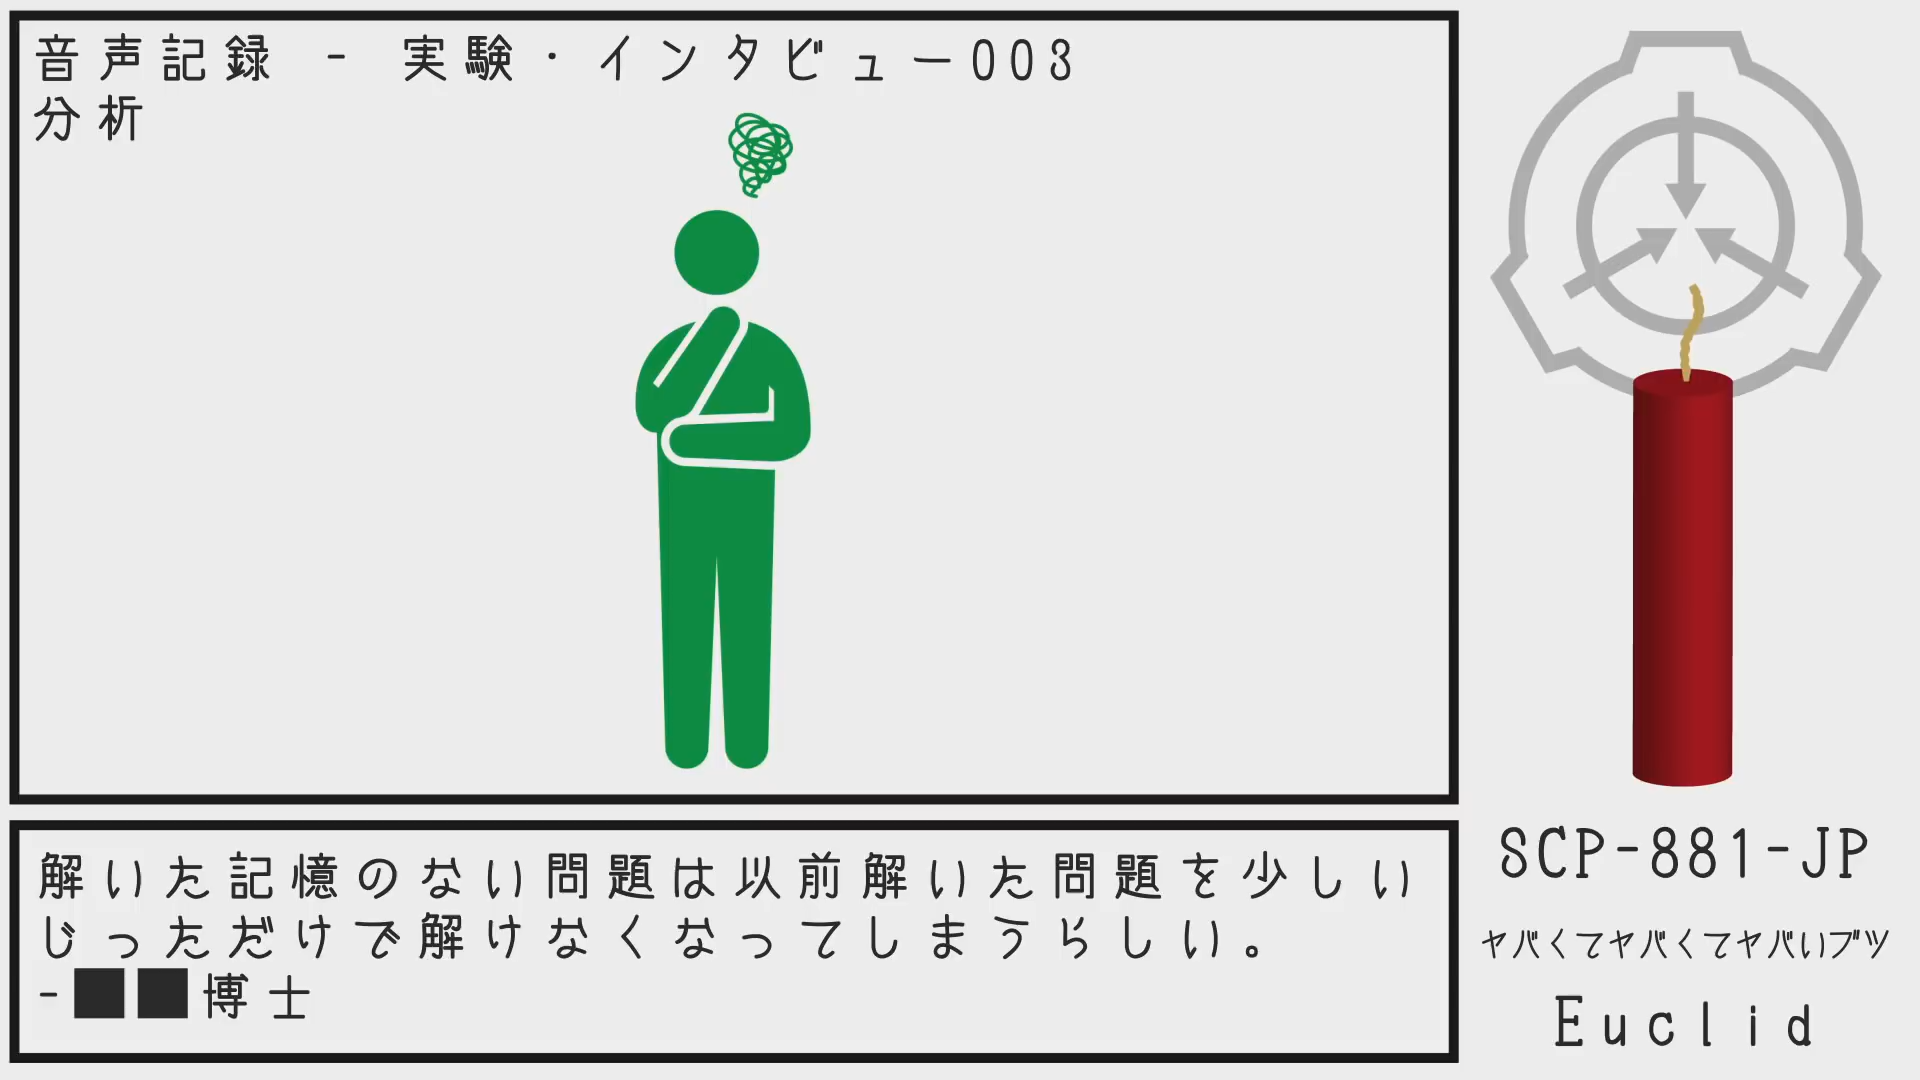 音声記録 - 実験・インタビュー003
分析
解いた記憶のない問題は以前解いた問題を少しい
じっただけで解けなくなってしまうらしい。
-■■博士
SCP-881-JP
ヤバくてヤバくてヤバいブツ
Euclid